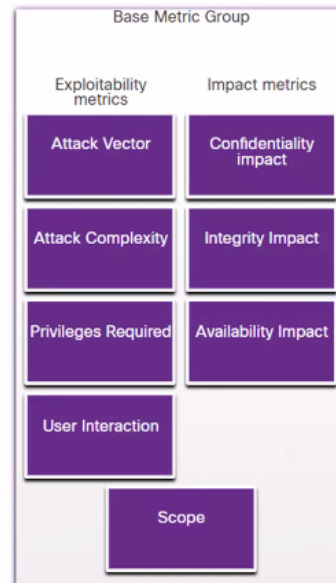 Base Metric Group
Exploitability
metrics
Impact metrics
Attack Vector
Confidentiality
impact
Attack Complexity
Integrity Impact
Privileges Required
Availability Impact
User Interaction
Scope